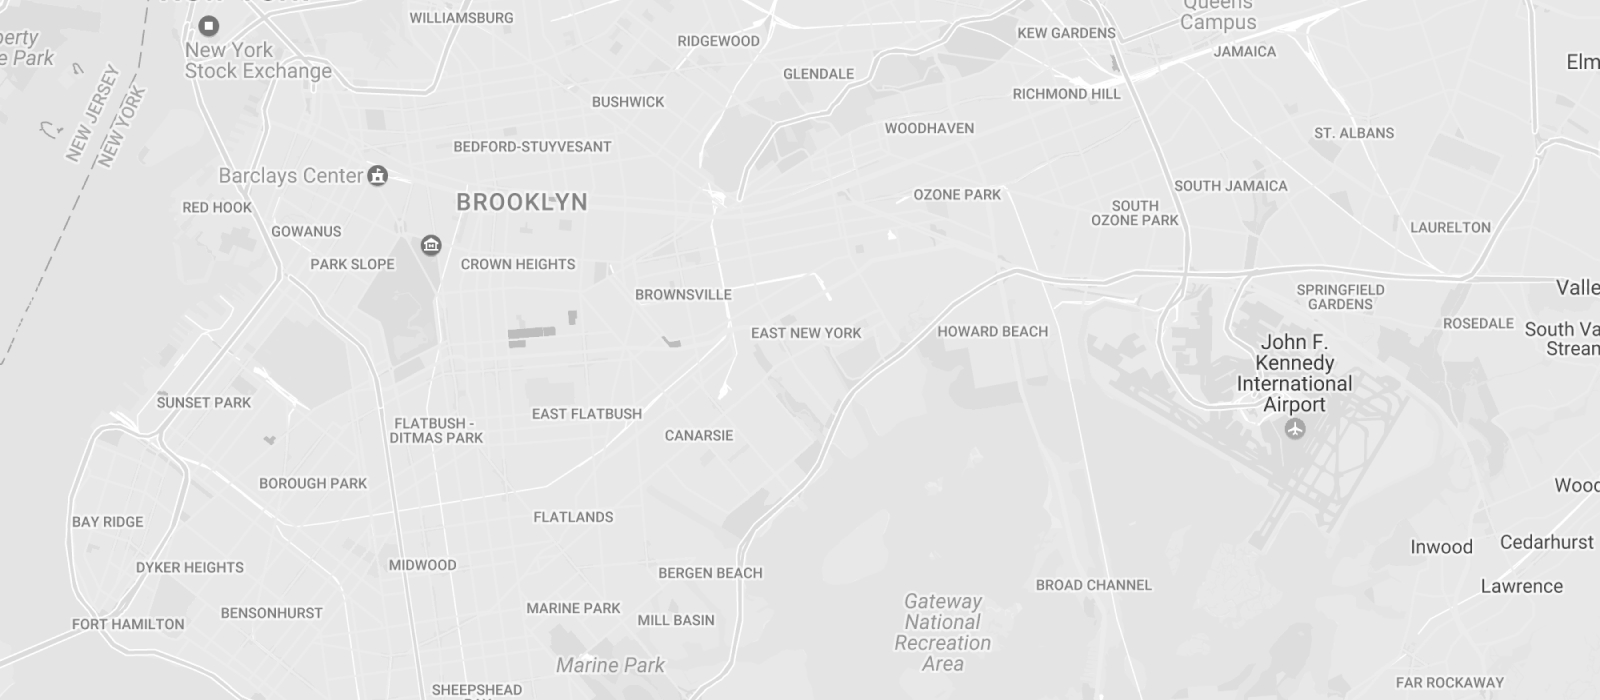 WILLIAMSBURG
RIDGEWOOD
KEW GARDENS
Queens
Campus
JAMAICA
New York
Stock Exchange
GLENDALE
Elm
BUSHWICK
RICHMOND HILL
NEW JERSEY
NEW YORK
WOODHAVEN
ST. ALBANS
BEDFORD-STUYVESANT
Barclays Center
BROOKLYN
OZONE PARK
SOUTH JAMAICA
RED HOOK
SOUTH
OZONE PARK
GOWANUS
LAURELTON
PARK SLOPE
CROWN HEIGHTS
BROWNSVILLE
SPRINGFIELD
GARDENS
Valle
EAST NEW YORK
HOWARD BEACH
ROSEDALE
South Va
Strean
John F.
Kennedy
International
Airport
SUNSET PARK
EAST FLATBUSH
FLATBUSH -
DITMAS PARK
CANARSIE
BOROUGH PARK
Wood
BAY RIDGE
FLATLANDS
Inwood
Cedarhurst
DYKER HEIGHTS
MIDWOOD
BERGEN BEACH
BROAD CHANNEL
Lawrence
BENSONHURST
MARINE PARK
MILL BASIN
Gateway
National
Recreation
Area
FORT HAMILTON
Marine Park
SHEEPSHEAD
FAR ROCKAWAY